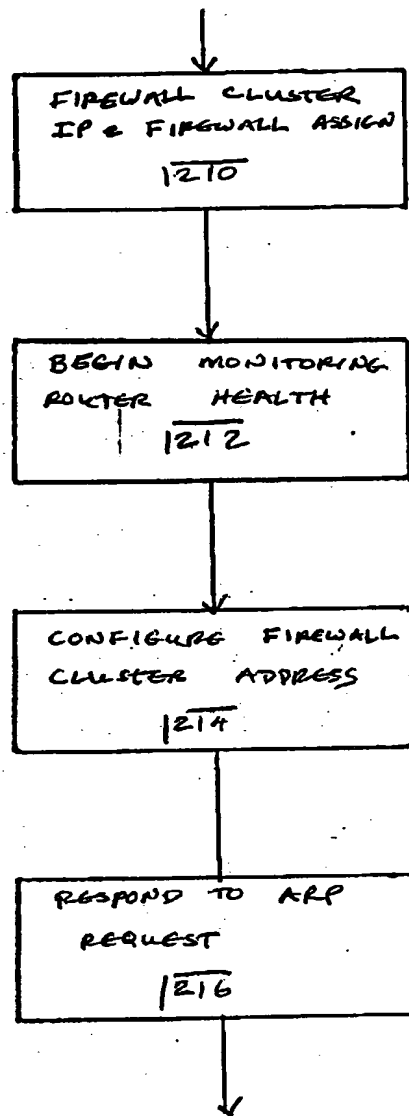 FIREWALL CLUSTER
IP & FIREWALL ASSIGN
1210
BEGIN MONITORING
ROUTER HEALTH
1212
CONFIGURE FIREWALL
CLUSTER ADDRESS
1214
RESPOND TO ARP
REQUEST
1216